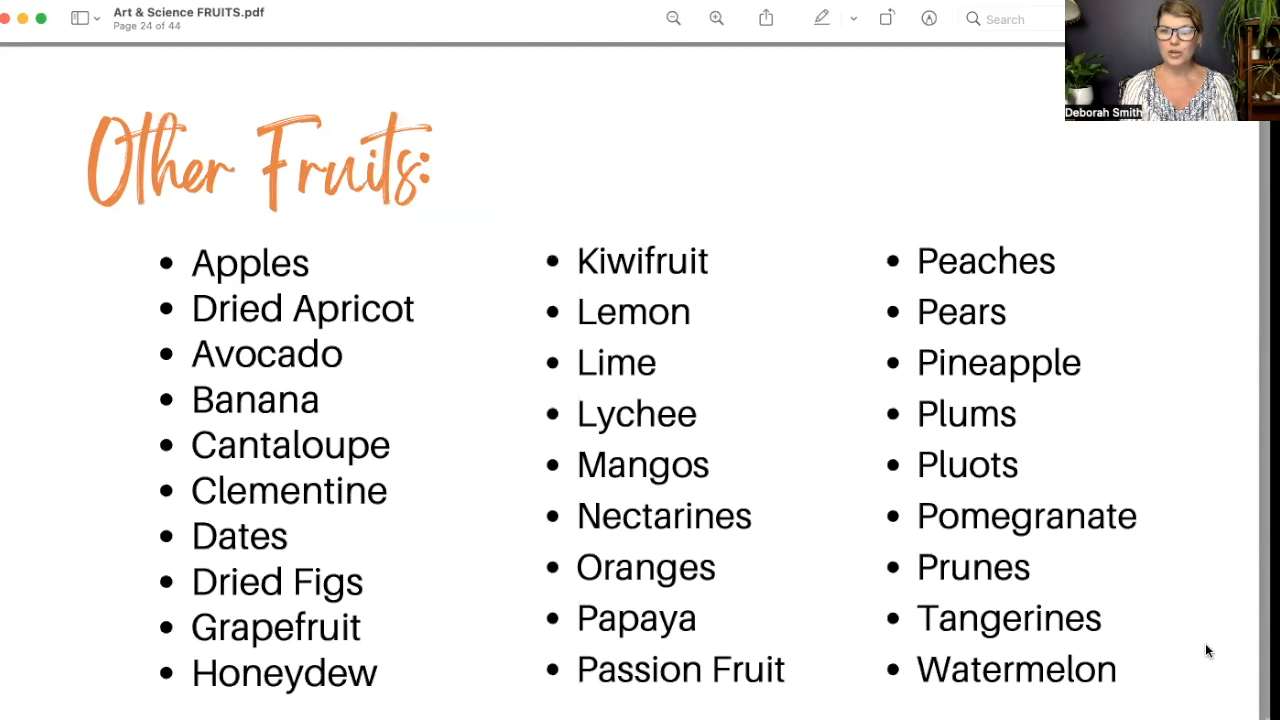 Art & Science FRUITS.pdf
Page 24 of 44
Search
Deborah Smith
Other Fruits:
• Apples
• Dried Apricot
• Avocado
• Banana
• Cantaloupe
• Clementine
• Dates
• Dried Figs
• Grapefruit
• Honeydew
• Kiwifruit
• Lemon
• Lime
• Lychee
• Mangos
• Nectarines
• Oranges
• Papaya
• Passion Fruit
• Peaches
• Pears
• Pineapple
• Plums
• Pluots
• Pomegranate
• Prunes
• Tangerines
• Watermelon